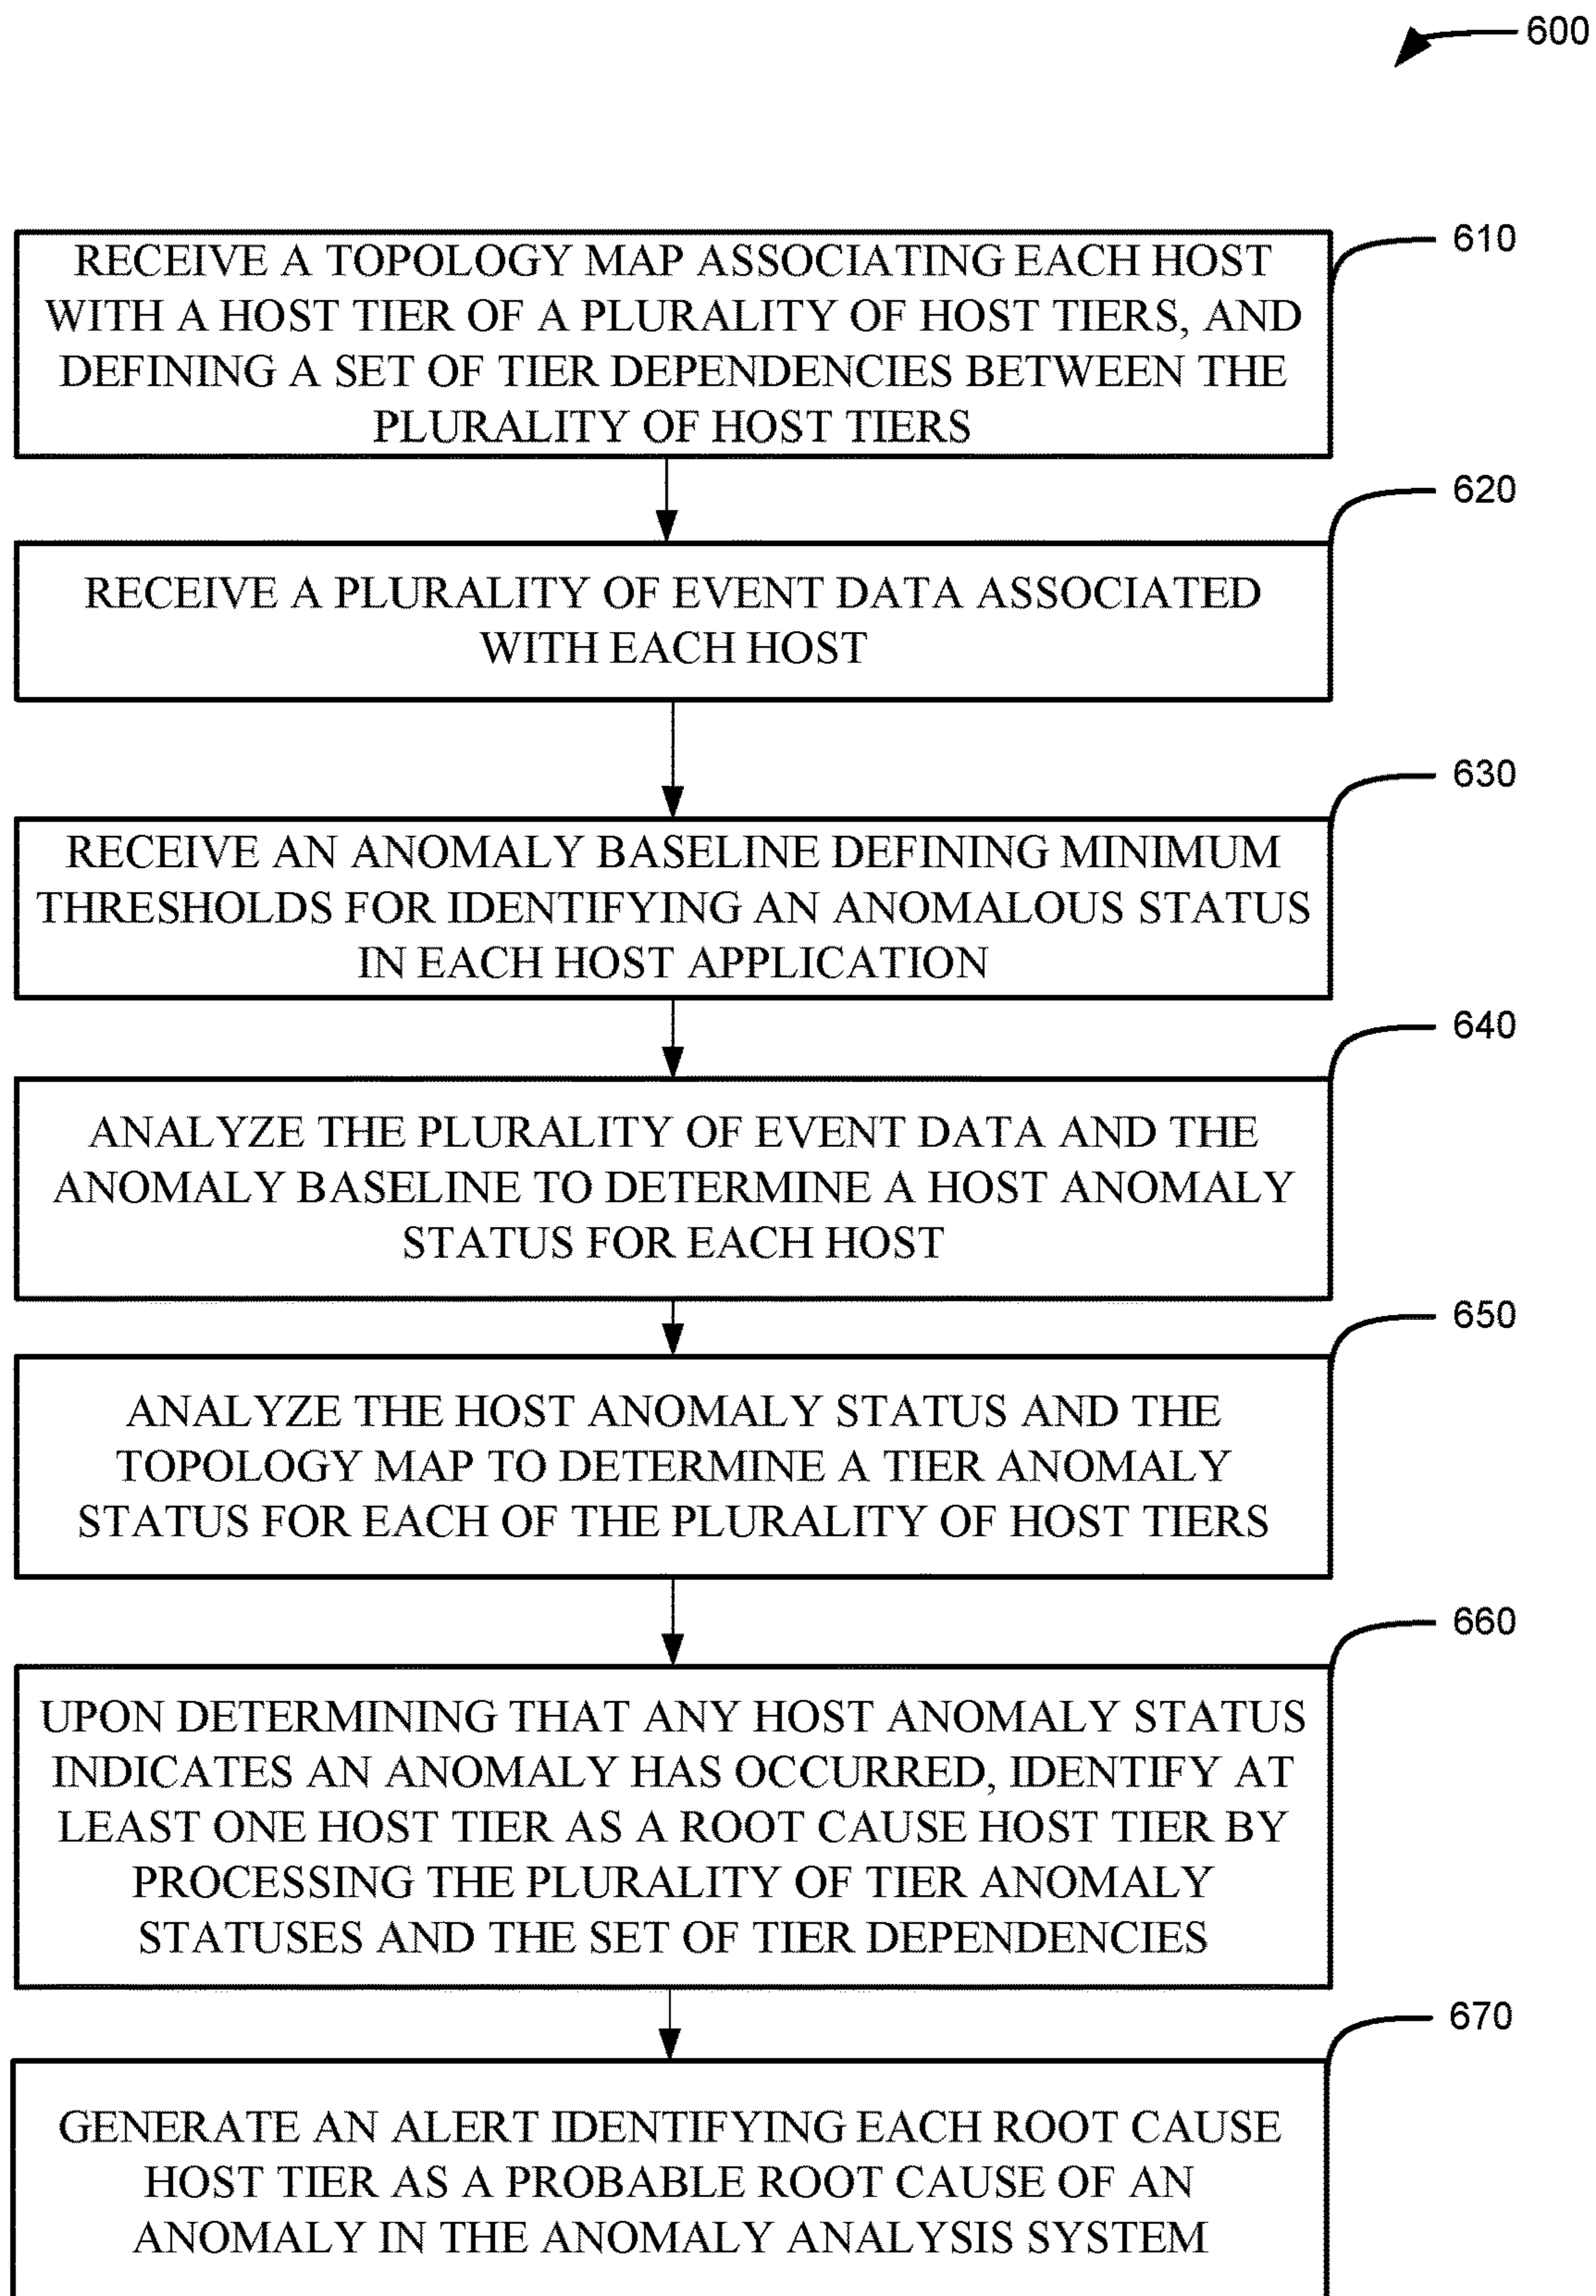 600
610
RECEIVE A TOPOLOGY MAP ASSOCIATING EACH HOST
WITH A HOST TIER OF A PLURALITY OF HOST TIERS, AND
DEFINING A SET OF TIER DEPENDENCIES BETWEEN THE
PLURALITY OF HOST TIERS
620
RECEIVE A PLURALITY OF EVENT DATA ASSOCIATED
WITH EACH HOST
630
RECEIVE AN ANOMALY BASELINE DEFINING MINIMUM
THRESHOLDS FOR IDENTIFYING AN ANOMALOUS STATUS
IN EACH HOST APPLICATION
640
ANALYZE THE PLURALITY OF EVENT DATA AND THE
ANOMALY BASELINE TO DETERMINE A HOST ANOMALY
STATUS FOR EACH HOST
650
ANALYZE THE HOST ANOMALY STATUS AND THE
TOPOLOGY MAP TO DETERMINE A TIER ANOMALY
STATUS FOR EACH OF THE PLURALITY OF HOST TIERS
660
UPON DETERMINING THAT ANY HOST ANOMALY STATUS
INDICATES AN ANOMALY HAS OCCURRED, IDENTIFY AT
LEAST ONE HOST TIER AS A ROOT CAUSE HOST TIER BY
PROCESSING THE PLURALITY OF TIER ANOMALY
STATUSES AND THE SET OF TIER DEPENDENCIES
670
GENERATE AN ALERT IDENTIFYING EACH ROOT CAUSE
HOST TIER AS A PROBABLE ROOT CAUSE OF AN
ANOMALY IN THE ANOMALY ANALYSIS SYSTEM